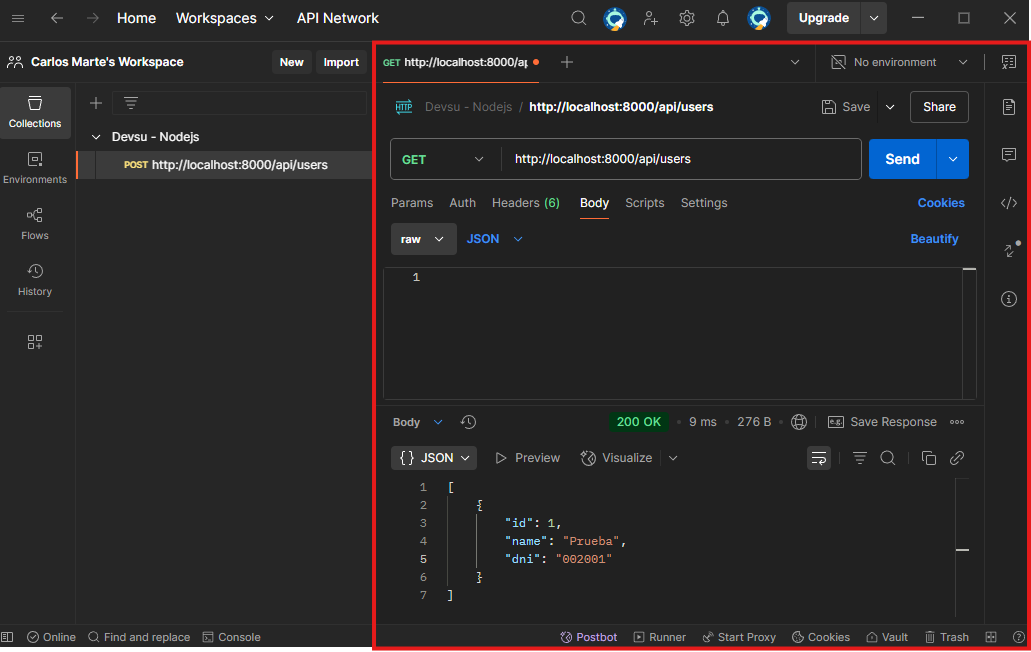 Home Workspaces API Network Upgrade
Carlos Marte's Workspace New Import GET http://localhost:8000/ap No environment
Collections
Devsu - Nodejs
POST http://localhost:8000/api/users
Environments
Flows
History
HTTP Devsu - Nodejs / http://localhost:8000/api/users Save Share
GET http://localhost:8000/api/users Send
Params Auth Headers (6) Body Scripts Settings Cookies
raw JSON Beautify
1
Body 200 OK • 9 ms • 276 B • e.g. Save Response
{} JSON Preview Visualize
1 [
2 {
3 "id": 1,
4 "name": "Prueba",
5 "dni": "002001"
6 }
7 ]
Online Find and replace Console Postbot Runner Start Proxy Cookies Vault Trash